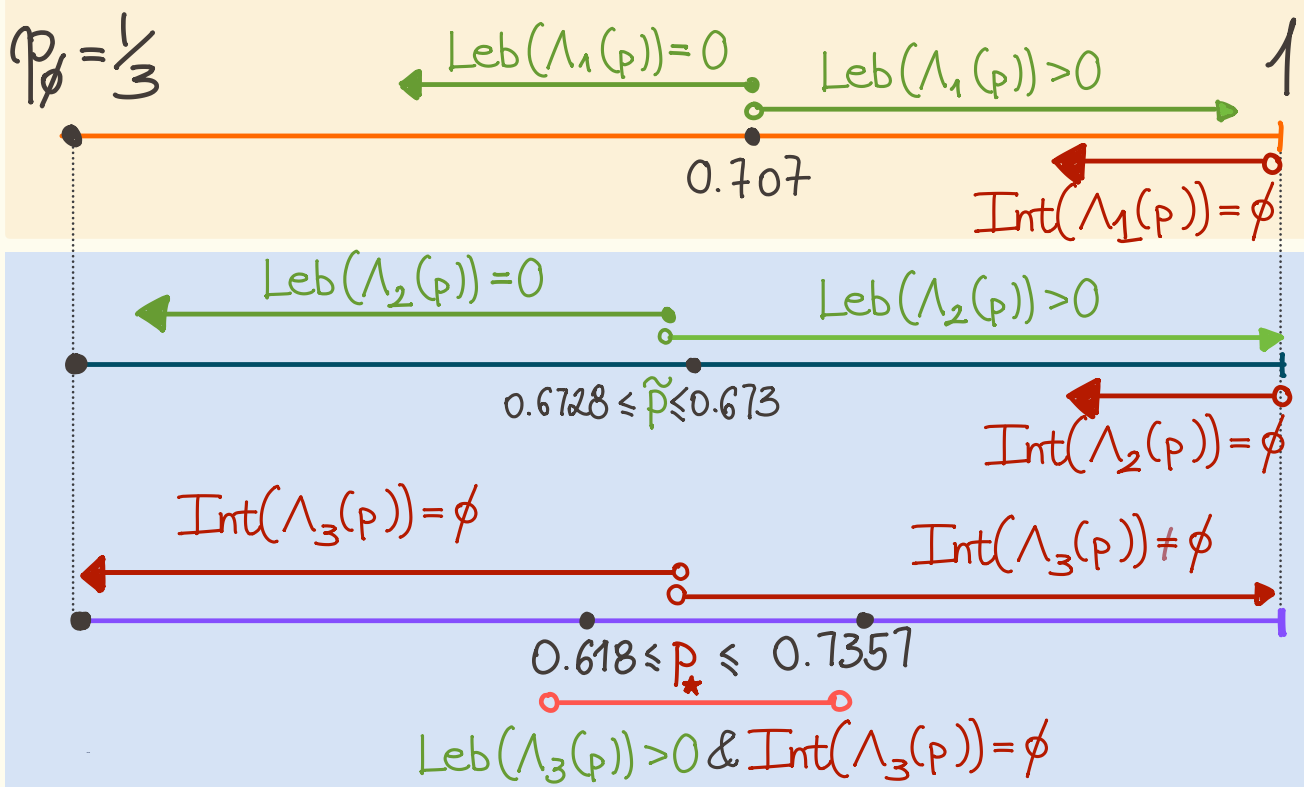 p_∅ = 1/3
Leb(Λ₁(p)) = 0
Leb(Λ₁(p)) > 0
1
0.707
Int(Λ₁(p)) = ∅
Leb(Λ₂(p)) = 0
Leb(Λ₂(p)) > 0
0.6728 ≤ p̃ ≤ 0.673
Int(Λ₂(p)) = ∅
Int(Λ₃(p)) = ∅
Int(Λ₃(p)) ≠ ∅
0.618 ≤ p_★ ≤ 0.7357
Leb(Λ₃(p)) > 0 & Int(Λ₃(p)) = ∅